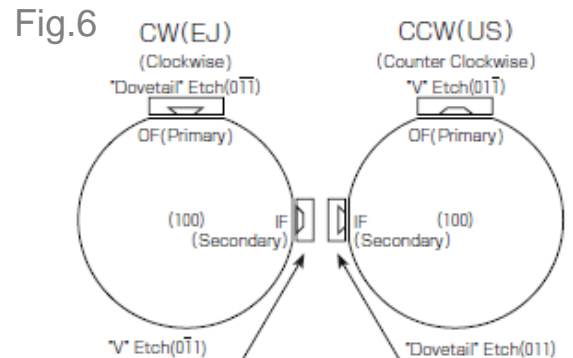 Fig.6
CW(EJ)
(Clockwise)
"Dovetail" Etch(01̅1̅)
OF(Primary)
(100)
IF
(Secondary)
"V" Etch(01̅1)
CCW(US)
(Counter Clockwise)
"V" Etch(011̅)
OF(Primary)
IF
(100)
(Secondary)
"Dovetail" Etch(011)